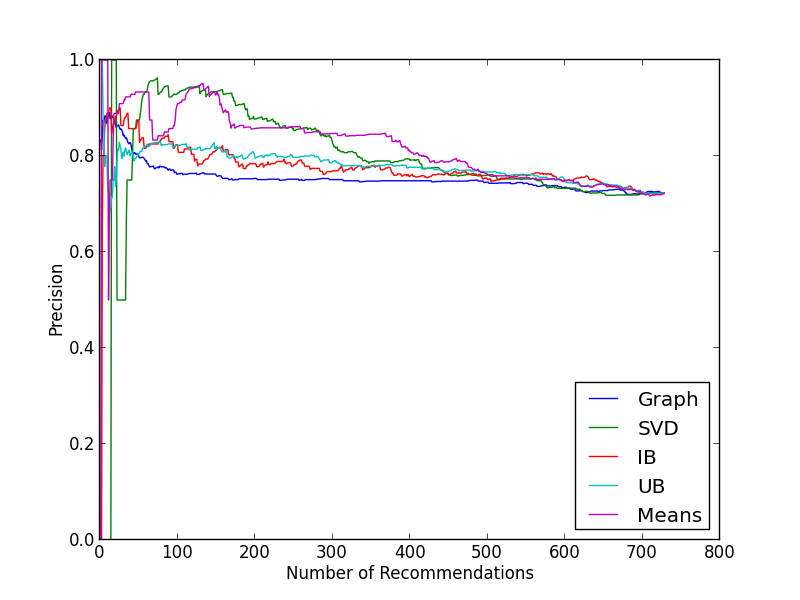 1.0
0.8
0.6
0.4
0.2
0.0
Precision
0 100 200 300 400 500 600 700 800
Number of Recommendations
Graph
SVD
IB
UB
Means